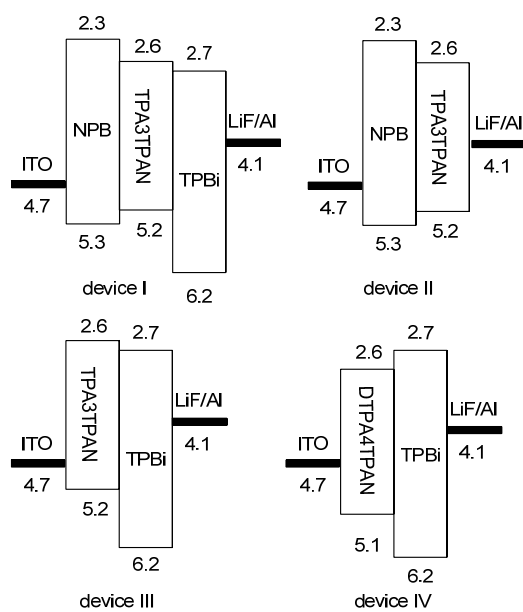 2.3
2.6
2.7
NPB
TPA3TPAN
TPBi
LiF/Al
4.1
ITO
4.7
5.3
5.2
6.2
device I
2.3
2.6
NPB
TPA3TPAN
LiF/Al
4.1
ITO
4.7
5.3
5.2
device II
2.6
2.7
TPA3TPAN
TPBi
LiF/Al
4.1
ITO
4.7
5.2
6.2
device III
2.6
2.7
DTPA4TPAN
TPBi
LiF/Al
4.1
ITO
4.7
5.1
6.2
device IV